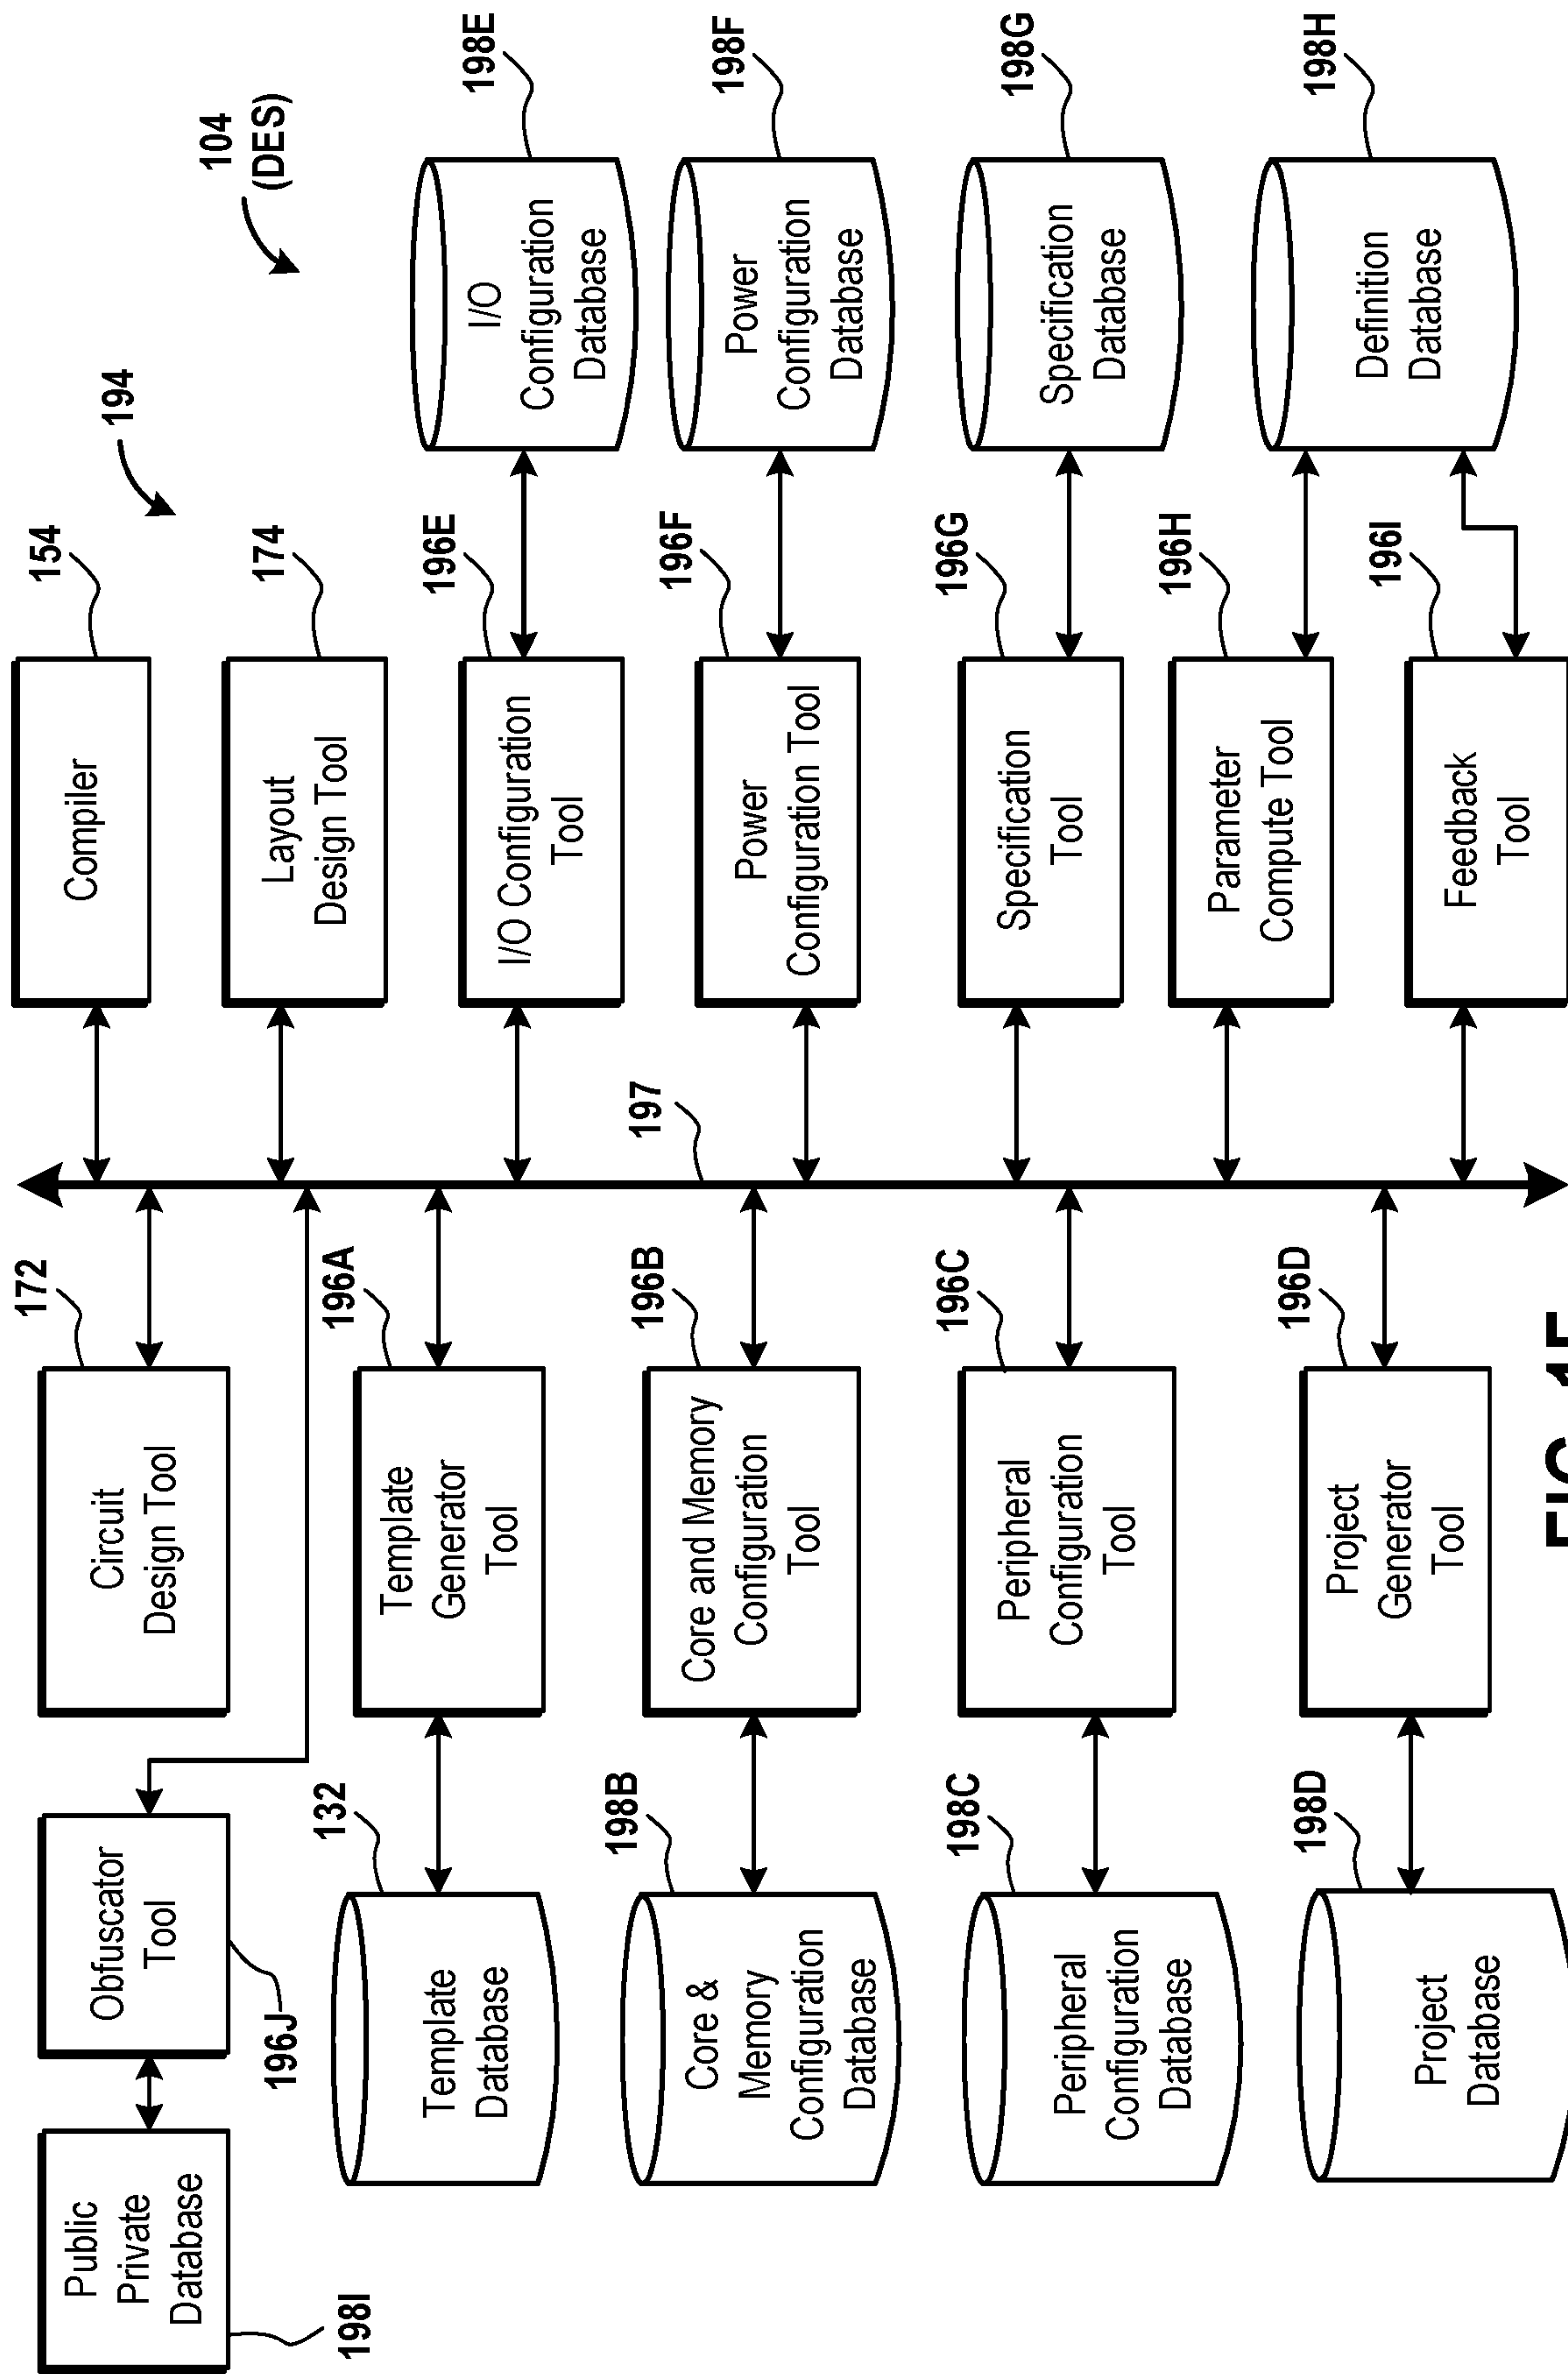 172
154
194
104
(DES)
Public
Private
Database
Obfuscator
Tool
Circuit
Design Tool
Compiler
198I
196J
132
196A
174
Layout
Design Tool
Template
Database
Template
Generator
Tool
196E
198E
I/O Configuration
Tool
I/O
Configuration
Database
198B
196B
197
196F
198F
Core &
Memory
Configuration
Database
Core and Memory
Configuration
Tool
Power
Configuration Tool
Power
Configuration
Database
198C
196C
196G
198G
Peripheral
Configuration
Database
Peripheral
Configuration
Tool
Specification
Tool
Specification
Database
196H
198H
Parameter
Compute Tool
Definition
Database
198D
196D
196I
Project
Database
Project
Generator
Tool
Feedback
Tool
FIG.